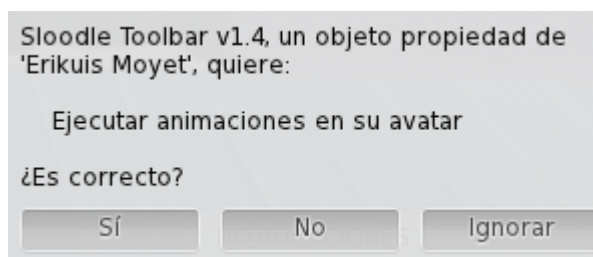 Sloodle Toolbar v1.4, un objeto propiedad de
'Erikuis Moyet', quiere:
Ejecutar animaciones en su avatar
¿Es correcto?
Sí No Ignorar